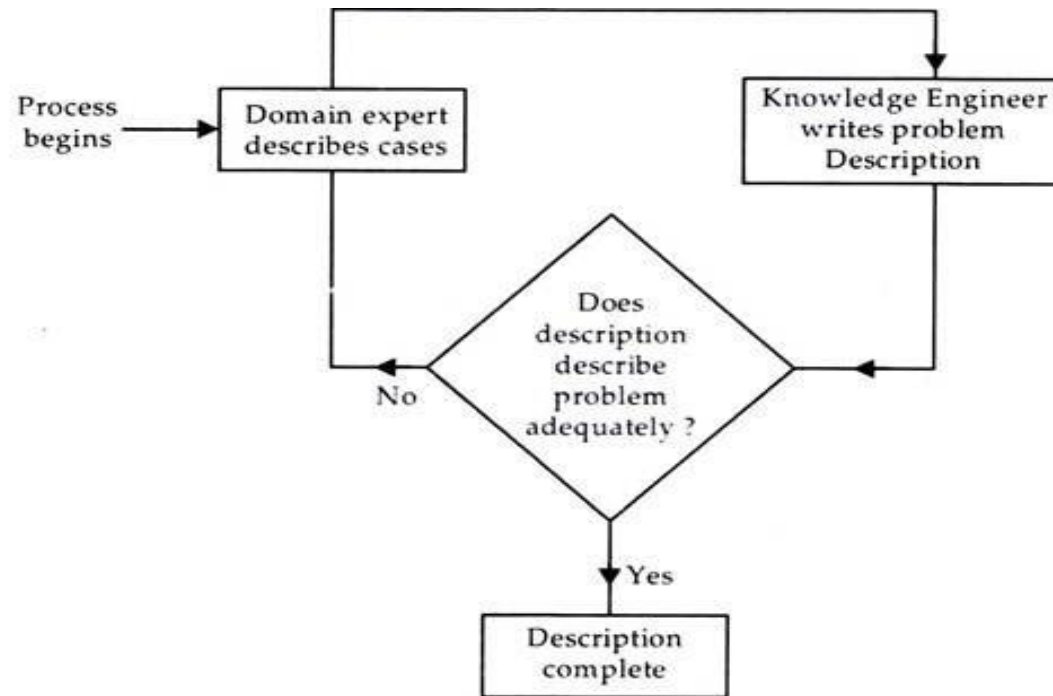 Process
begins
Domain expert
describes cases
Knowledge Engineer
writes problem
Description
Does
description
describe
problem
adequately ?
No
Yes
Description
complete